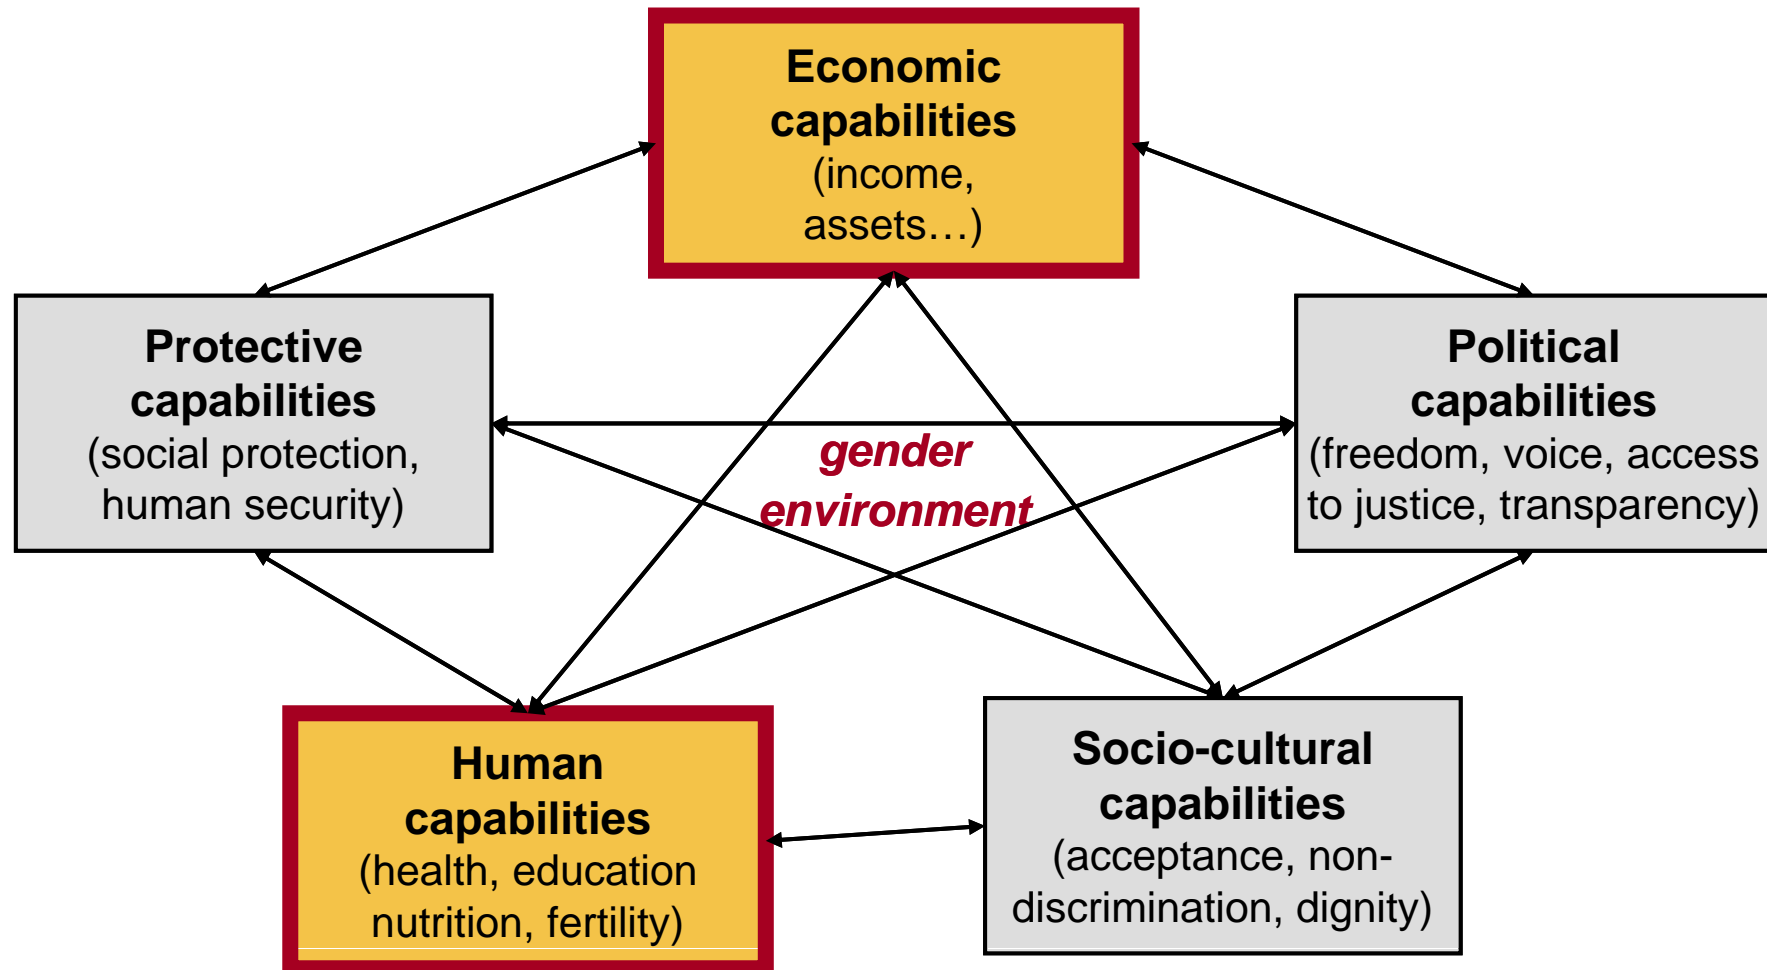 Economic
capabilities
(income,
assets…)
Protective
capabilities
(social protection,
human security)
gender
environment
Political
capabilities
(freedom, voice, access
to justice, transparency)
Human
capabilities
(health, education
nutrition, fertility)
Socio-cultural
capabilities
(acceptance, non-
discrimination, dignity)